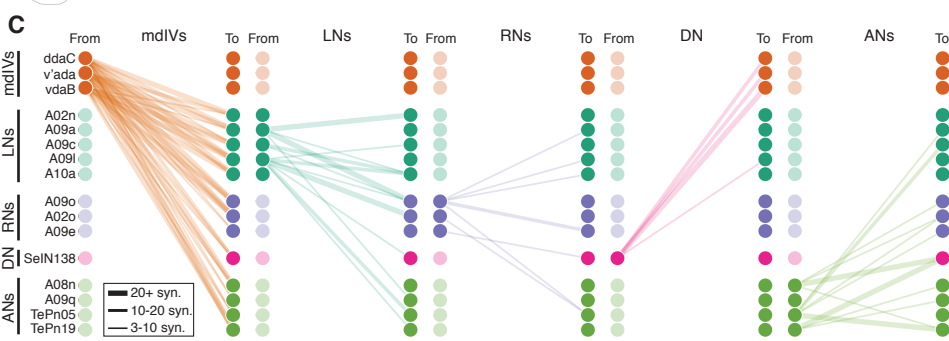 C
mdIVs LNs RNs DN ANs
From To From To From To From To From To
mdIVs
ddaC
v'ada
vdaB
LNs
A02n
A09a
A09c
A09l
A10a
RNs
A09o
A02o
A09e
DN
SeIN138
ANs
A08n
A09q
TePn05
TePn19
20+ syn.
10-20 syn.
3-10 syn.